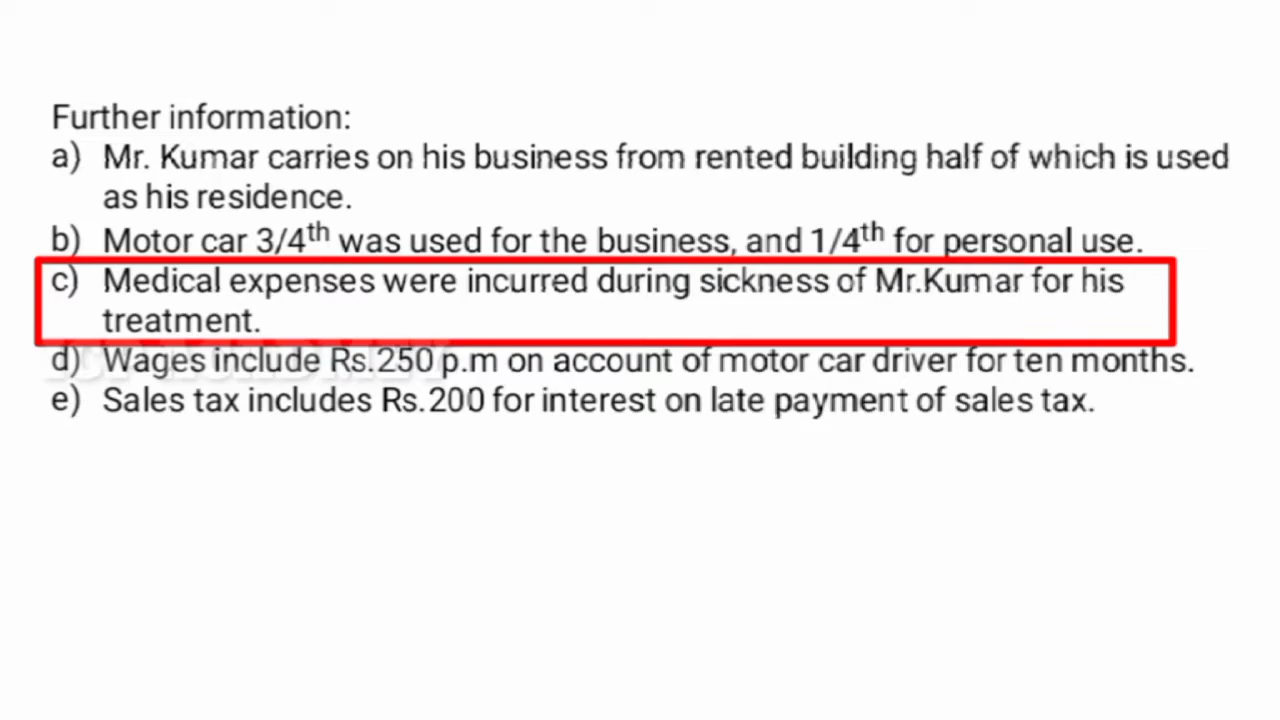 Further information:
a) Mr. Kumar carries on his business from rented building half of which is used
as his residence.
b) Motor car 3/4th was used for the business, and 1/4th for personal use.
c) Medical expenses were incurred during sickness of Mr.Kumar for his
treatment.
d) Wages include Rs.250 p.m on account of motor car driver for ten months.
e) Sales tax includes Rs.200 for interest on late payment of sales tax.